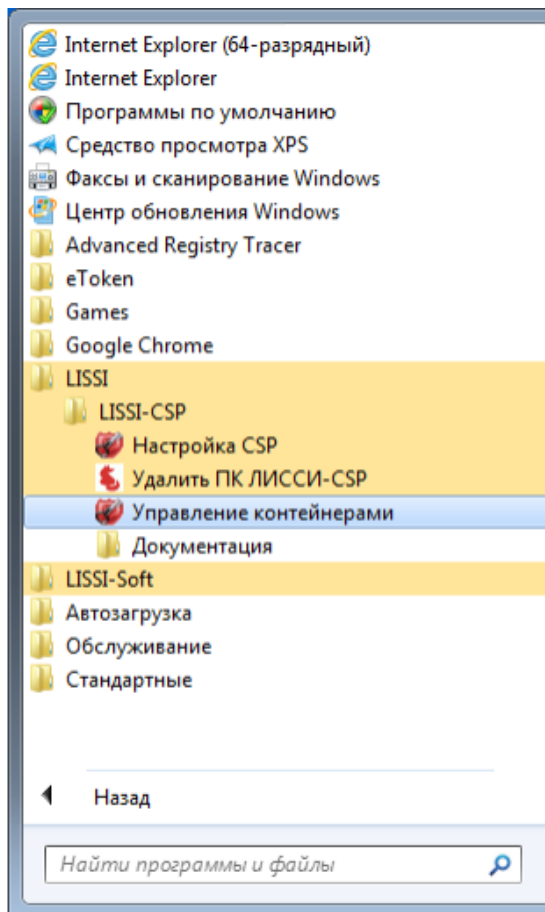 Internet Explorer (64-разрядный)
Internet Explorer
Программы по умолчанию
Средство просмотра XPS
Факсы и сканирование Windows
Центр обновления Windows
Advanced Registry Tracer
eToken
Games
Google Chrome
LISSI
LISSI-CSP
Настройка CSP
Удалить ПК ЛИССИ-CSP
Управление контейнерами
Документация
LISSI-Soft
Автозагрузка
Обслуживание
Стандартные
Назад
Найти программы и файлы